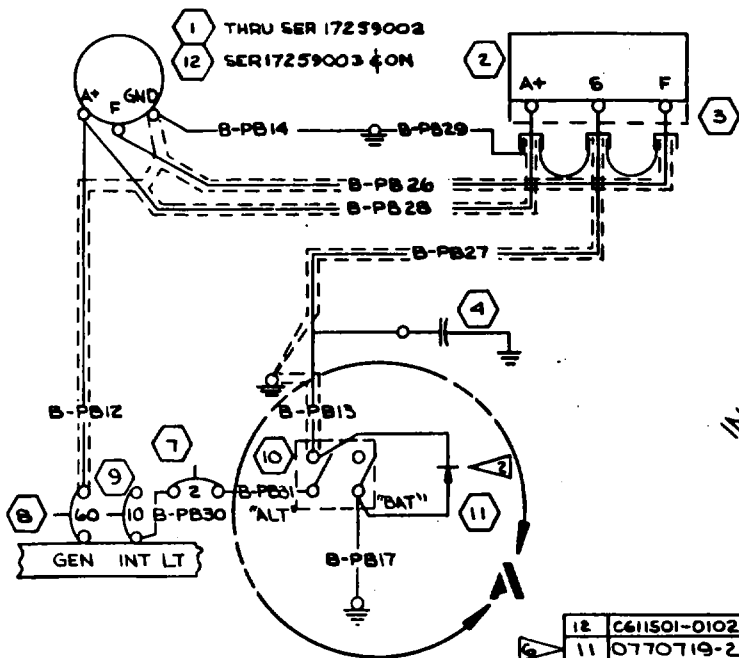 1 THRU SER 17259002
12 SER17259003 & ON
A+
F
GND
2
A+ S F
3
B-PB14
B-PB29
B-PB26
B-PB28
B-PB27
4
B-PB12
B-PB13
7
10
9
2
8
60
10
B-PB30
B-PB31
"ALT"
"BAT"
2
11
GEN INT LT
B-PB17
A
12 C611501-0102
6 11 0770719-2